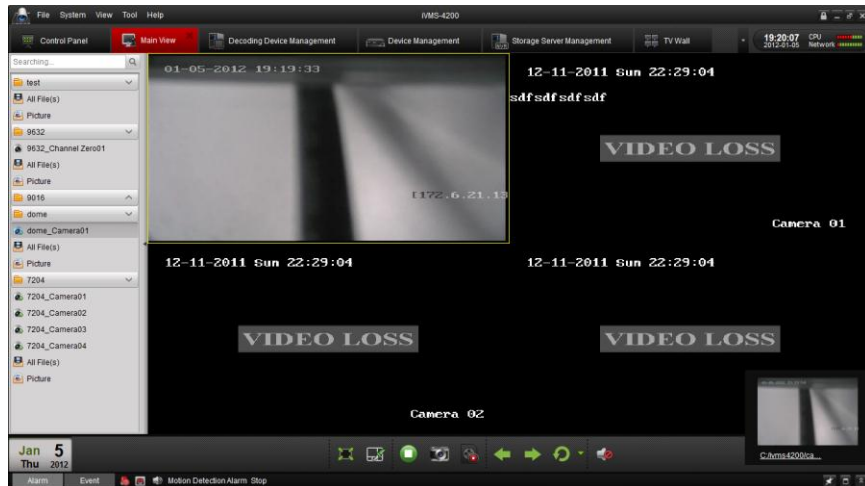 File System View Tool Help
iVMS-4200
Control Panel
Main View
Decoding Device Management
Device Management
Storage Server Management
TV Wall
19:20:07
2012-01-05
CPU
Network
Searching...
test
All File(s)
Picture
9632
9632_Channel Zero01
All File(s)
Picture
9016
dome
dome_Camera01
All File(s)
Picture
7204
7204_Camera01
7204_Camera02
7204_Camera03
7204_Camera04
All File(s)
Picture
01-05-2012 19:19:33
[172.6.21.13
12-11-2011 Sun 22:29:04
sdfsdfsdfsdf
VIDEO LOSS
Camera 01
12-11-2011 Sun 22:29:04
VIDEO LOSS
Camera 02
12-11-2011 Sun 22:29:04
VIDEO LOSS
C:/ivms4200/ca...
Jan 5
Thu 2012
Alarm Event Motion Detection Alarm Stop